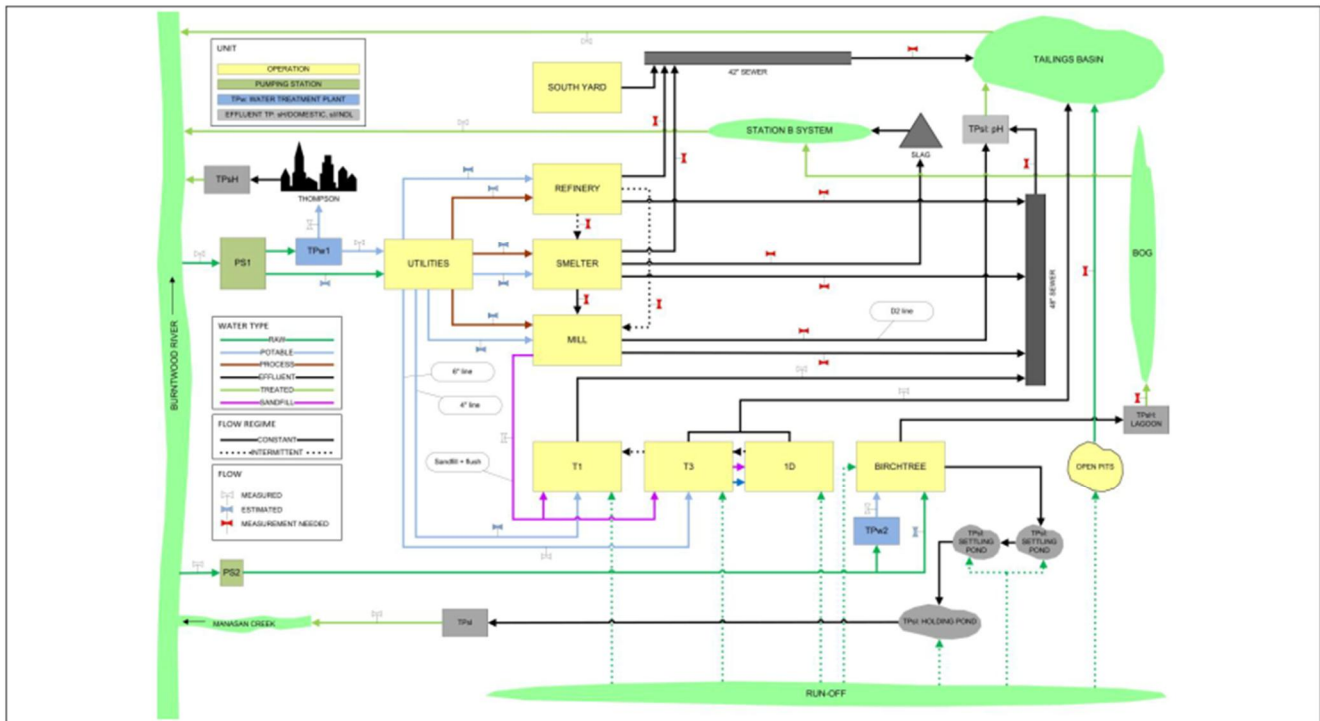 UNIT
OPERATION
PUMPING STATION
TPw: WATER TREATMENT PLANT
EFFLUENT TP: sH/DOMESTIC, sI/INDL
SOUTH YARD
42" SEWER
TAILINGS BASIN
STATION B SYSTEM
SLAG
TPsI: pH
TPsH
THOMPSON
REFINERY
PS1
TPw1
UTILITIES
SMELTER
BOG
48" SEWER
BURNTWOOD RIVER
WATER TYPE
RAW
POTABLE
PROCESS
EFFLUENT
TREATED
SANDFILL
MILL
D2 line
6" line
4" line
FLOW REGIME
CONSTANT
INTERMITTENT
TPsH:
LAGOON
Sandfill + flush
T1
T3
1D
BIRCHTREE
OPEN PITS
FLOW
MEASURED
ESTIMATED
MEASUREMENT NEEDED
TPw2
TPsI:
SETTLING
POND
TPsI:
SETTLING
POND
PS2
MANASAN CREEK
TPsI
TPsI: HOLDING POND
RUN-OFF